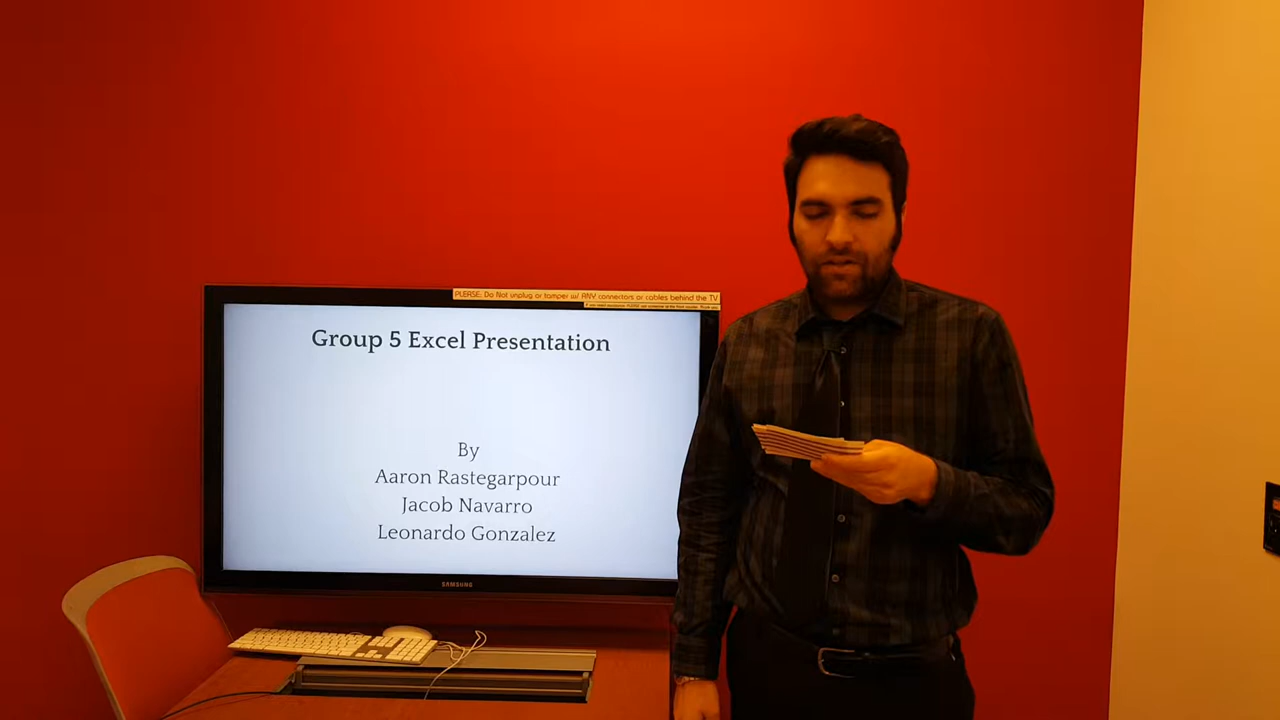 PLEASE: Do Not unplug or tamper w/ ANY connectors or cables behind the TV
Group 5 Excel Presentation
By
Aaron Rastegarpour
Jacob Navarro
Leonardo Gonzalez
SAMSUNG